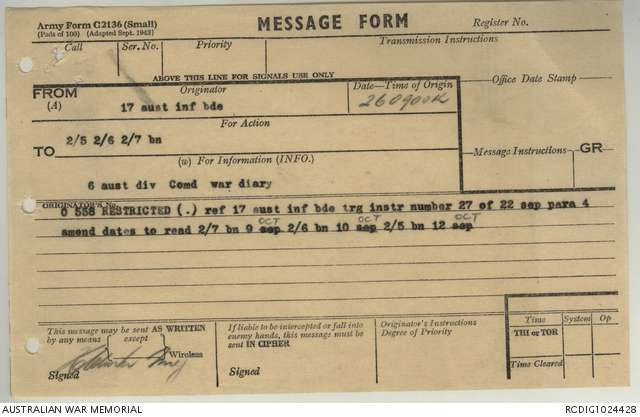 Army Form C2136 (Small)
(Pads of 100) (Adapted Sept. 1943)
MESSAGE FORM
Register No.
Call Ser. No. Priority Transmission Instructions
ABOVE THIS LINE FOR SIGNALS USE ONLY
FROM Originator Date—Time of Origin Office Date Stamp
(A) 17 aust inf bde 260900K
For Action
TO 2/5 2/6 2/7 bn
(w) For Information (INFO.) Message Instructions GR
6 aust div Comd war diary
ORIGINATOR'S No.
O 558 RESTRICTED (.) ref 17 aust inf bde trg instr number 27 of 22 sep para 4
OCT OCT OCT
amend dates to read 2/7 bn 9 sep 2/6 bn 10 sep 2/5 bn 12 sep
This message may be sent AS WRITTEN
by any means except
Wireless
Signed
If liable to be intercepted or fall into
enemy hands, this message must be
sent IN CIPHER
Signed
Originator's Instructions
Degree of Priority
Time System Op
THI or TOR
Time Cleared
AUSTRALIAN WAR MEMORIAL RCDIG1024428